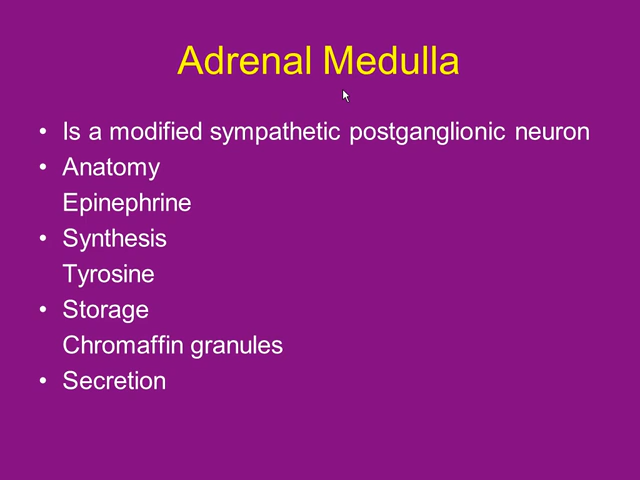 Adrenal Medulla
• Is a modified sympathetic postganglionic neuron
• Anatomy
Epinephrine
• Synthesis
Tyrosine
• Storage
Chromaffin granules
• Secretion